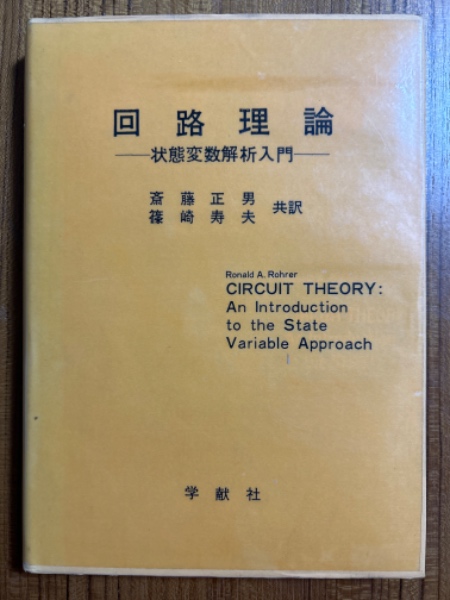 回路理論
―状態変数解析入門―
斎藤正男
篠崎寿夫 共訳
Ronald A. Rohrer
CIRCUIT THEORY:
An Introduction
to the State
Variable Approach
学献社